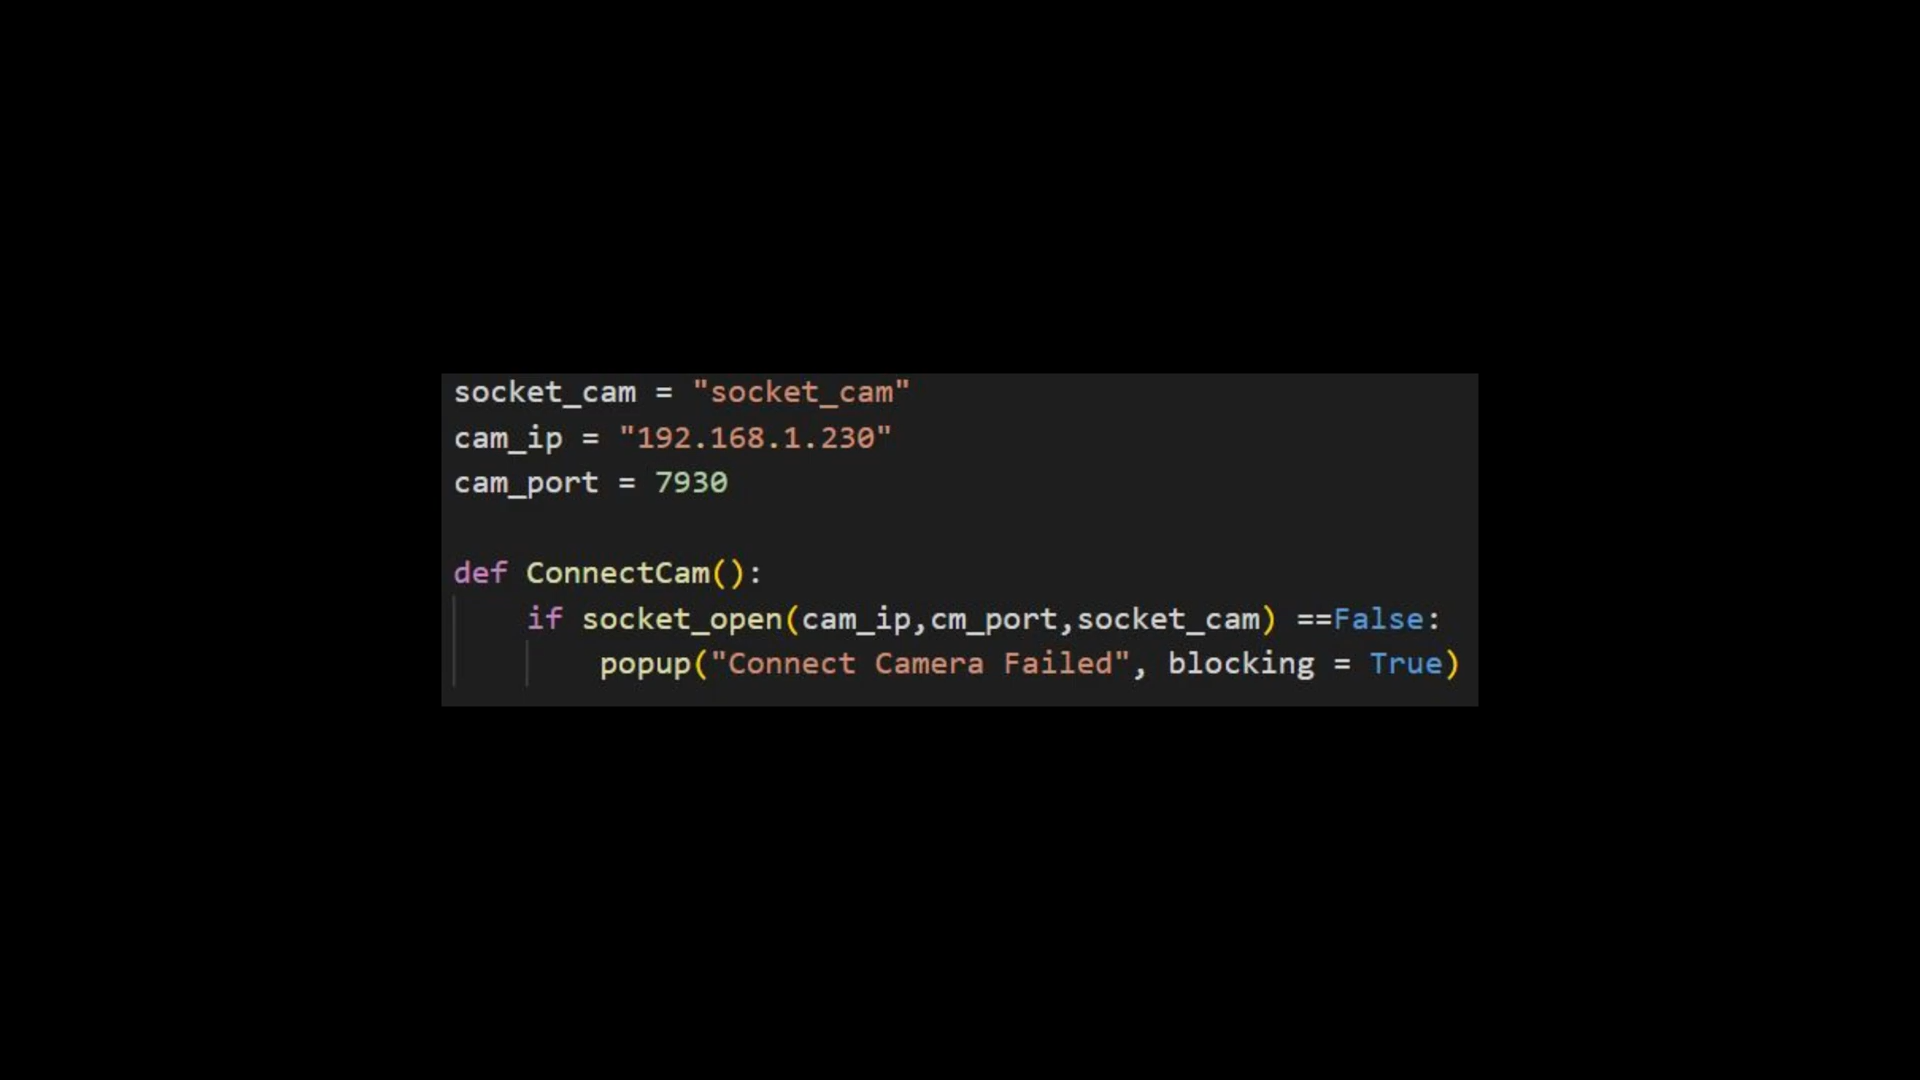 socket_cam = "socket_cam"
cam_ip = "192.168.1.230"
cam_port = 7930
def ConnectCam():
if socket_open(cam_ip,cm_port,socket_cam) ==False:
popup("Connect Camera Failed", blocking = True)